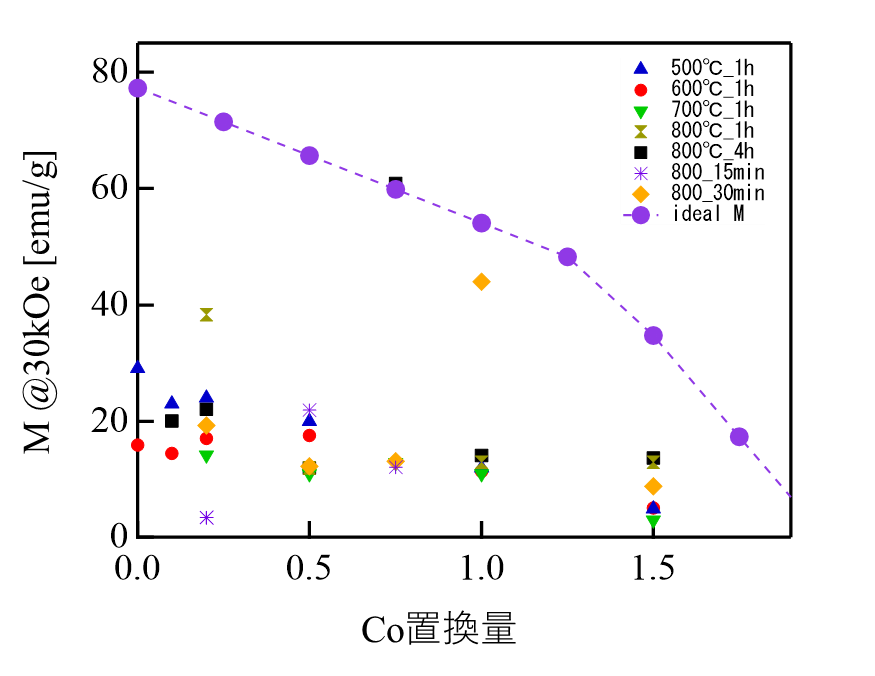 80
60
40
20
0
0.0 0.5 1.0 1.5
M @30kOe [emu/g]
Co置換量
500℃_1h
600℃_1h
700℃_1h
800℃_1h
800℃_4h
800_15min
800_30min
ideal M